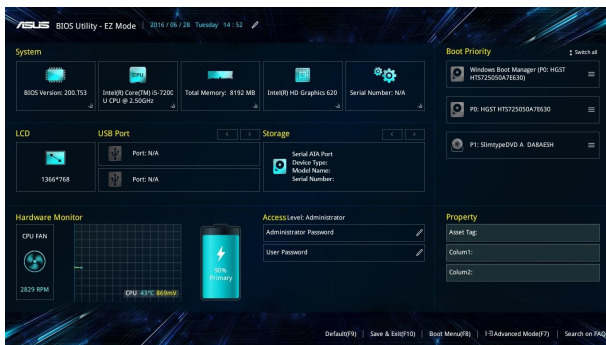 ASUS BIOS Utility - EZ Mode | 2016 / 06 / 28 Tuesday 14 : 52
System
BIOS Version: 200.T53
CPU
Intel(R) Core(TM) i5-7200
U CPU @ 2.50GHz
Total Memory: 8192 MB
Intel(R) HD Graphics 620
Serial Number: N/A
Boot Priority
Switch all
Windows Boot Manager (P0: HGST
HTS725050A7E630)
P0: HGST HTS725050A7E630
P1: SlimtypeDVD A DA8AESH
LCD
1366*768
USB Port
< >
Port: N/A
Port: N/A
Storage
< >
Serial ATA Port
Device Type:
Model Name:
Serial Number:
Hardware Monitor
CPU FAN
2829 RPM
CPU 43°C 869mV
90%
Primary
Access Level: Administrator
Administrator Password
User Password
Property
Asset Tag:
Colum1:
Colum2:
Default(F9) | Save & Exit(F10) | Boot Menu(F8) | Advanced Mode(F7) | Search on FAQ